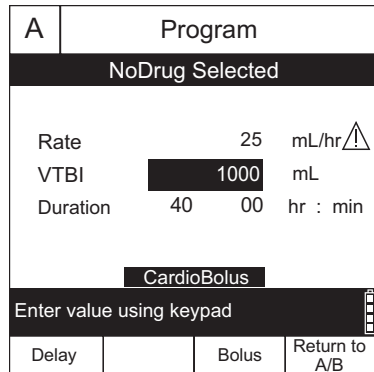 A Program
NoDrug Selected
Rate 25 mL/hr
VTBI 1000 mL
Duration 40 00 hr : min
CardioBolus
Enter value using keypad
Delay Bolus Return to
A/B